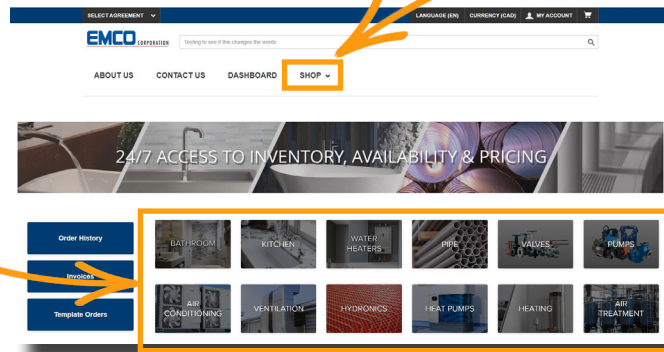 SELECT AGREEMENT
LANGUAGE (EN) CURRENCY (CAD) MY ACCOUNT
EMCO CORPORATION
Testing to see if this changes the words
ABOUT US CONTACT US DASHBOARD SHOP
24/7 ACCESS TO INVENTORY, AVAILABILITY & PRICING
Order History
Invoices
Template Orders
BATHROOM
KITCHEN
WATER
HEATERS
PIPE
VALVES
PUMPS
AIR
CONDITIONING
VENTILATION
HYDRONICS
HEAT PUMPS
HEATING
AIR
TREATMENT